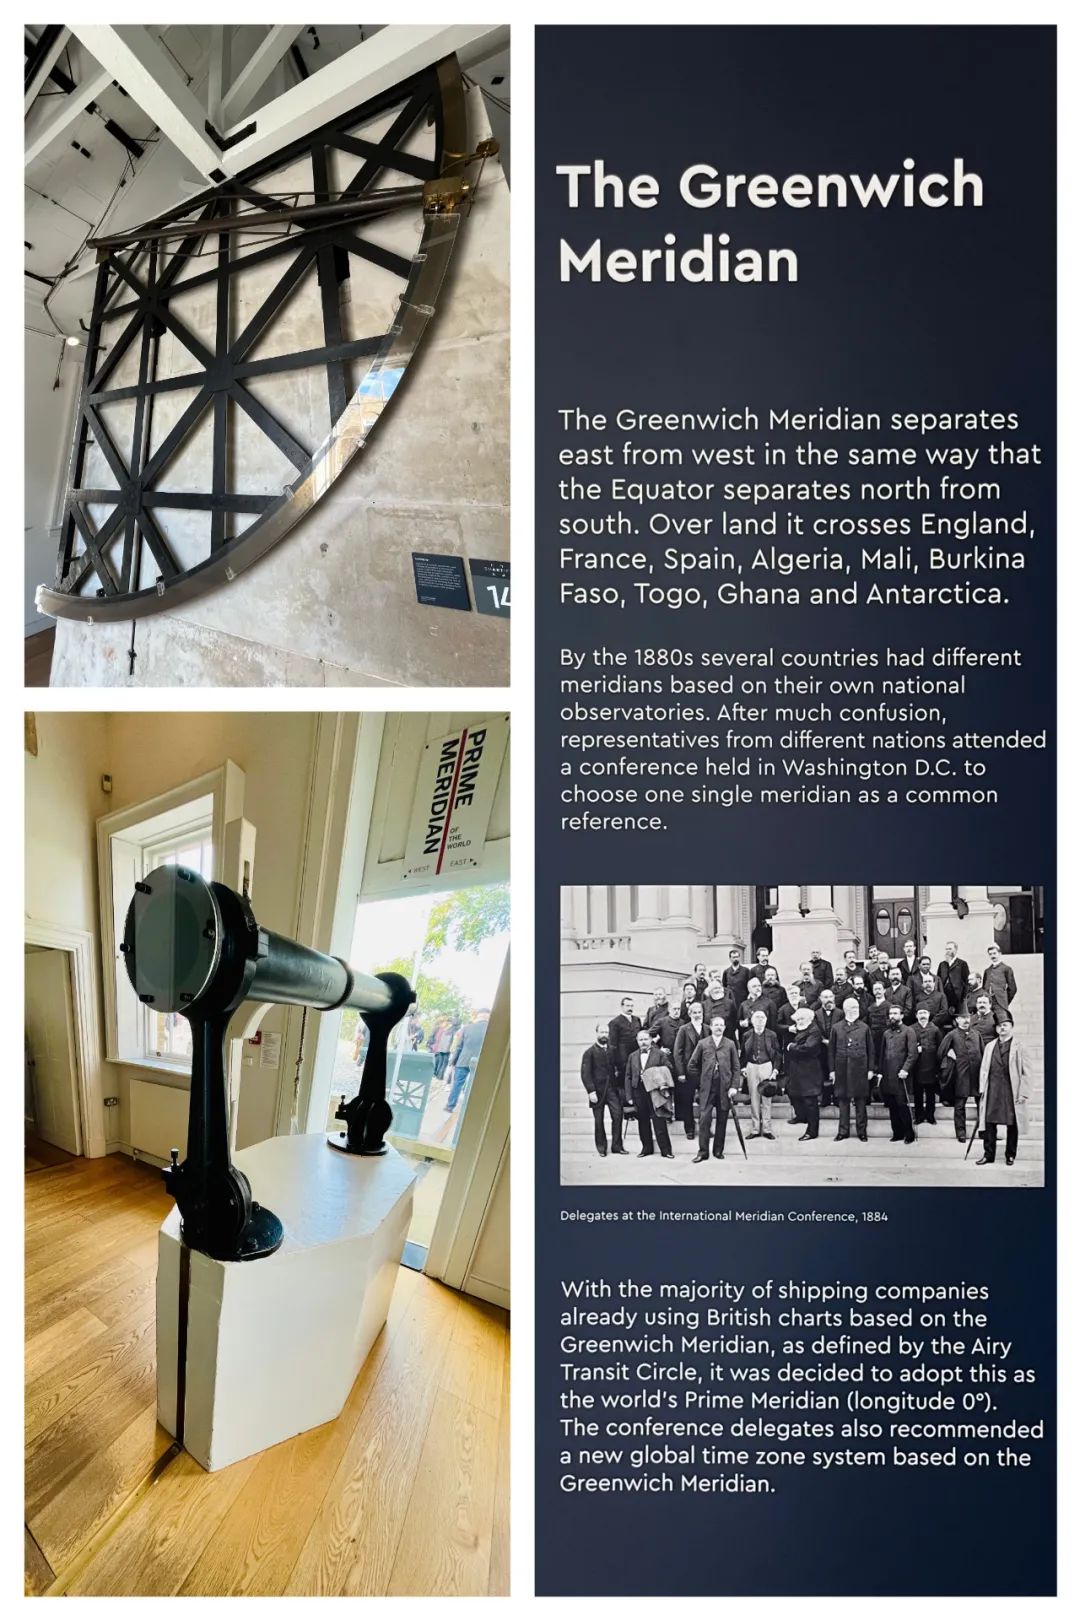 14
PRIME
MERIDIAN
OF
THE
WORLD
◄ WEST
EAST ►
The Greenwich
Meridian
The Greenwich Meridian separates
east from west in the same way that
the Equator separates north from
south. Over land it crosses England,
France, Spain, Algeria, Mali, Burkina
Faso, Togo, Ghana and Antarctica.
By the 1880s several countries had different
meridians based on their own national
observatories. After much confusion,
representatives from different nations attended
a conference held in Washington D.C. to
choose one single meridian as a common
reference.
Delegates at the International Meridian Conference, 1884
With the majority of shipping companies
already using British charts based on the
Greenwich Meridian, as defined by the Airy
Transit Circle, it was decided to adopt this as
the world's Prime Meridian (longitude 0°).
The conference delegates also recommended
a new global time zone system based on the
Greenwich Meridian.